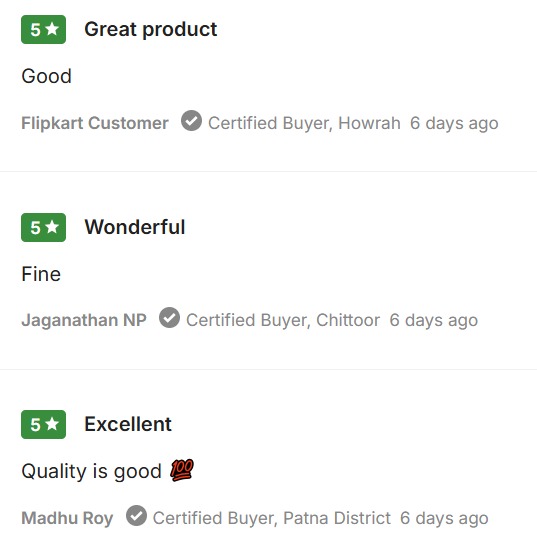 5★ Great product
Good
Flipkart Customer Certified Buyer, Howrah 6 days ago
5★ Wonderful
Fine
Jaganathan NP Certified Buyer, Chittoor 6 days ago
5★ Excellent
Quality is good 💯
Madhu Roy Certified Buyer, Patna District 6 days ago